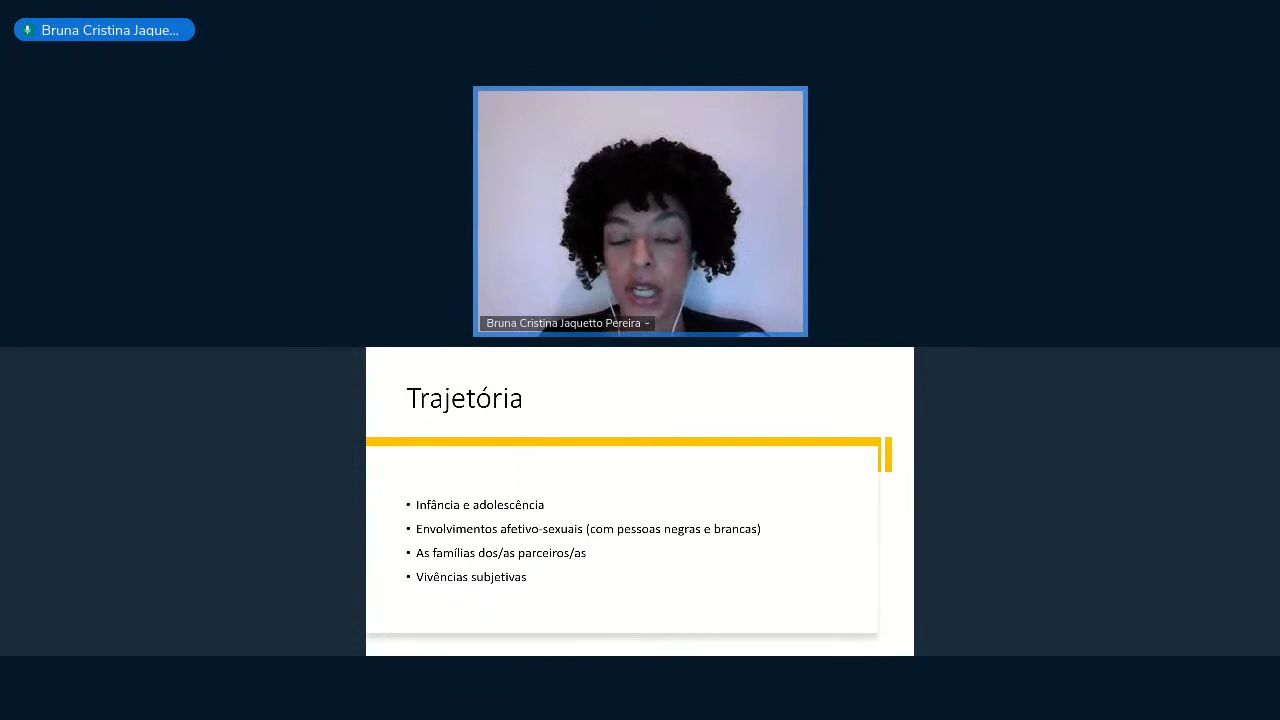 Bruna Cristina Jaque...
Bruna Cristina Jaquetto Pereira
Trajetória
• Infância e adolescência
• Envolvimentos afetivo-sexuais (com pessoas negras e brancas)
• As famílias dos/as parceiros/as
• Vivências subjetivas